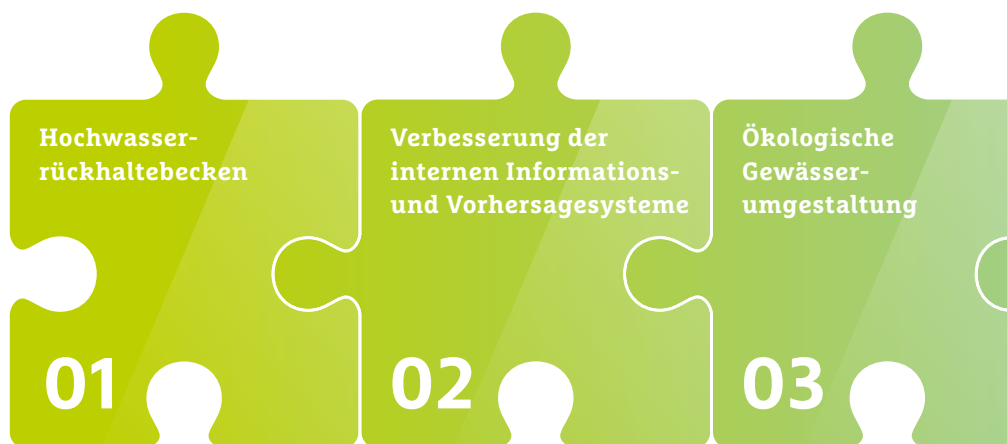 Hochwasser-
rückhaltebecken
01
Verbesserung der
internen Informations-
und Vorhersagesysteme
02
Ökologische
Gewässer-
umgestaltung
03